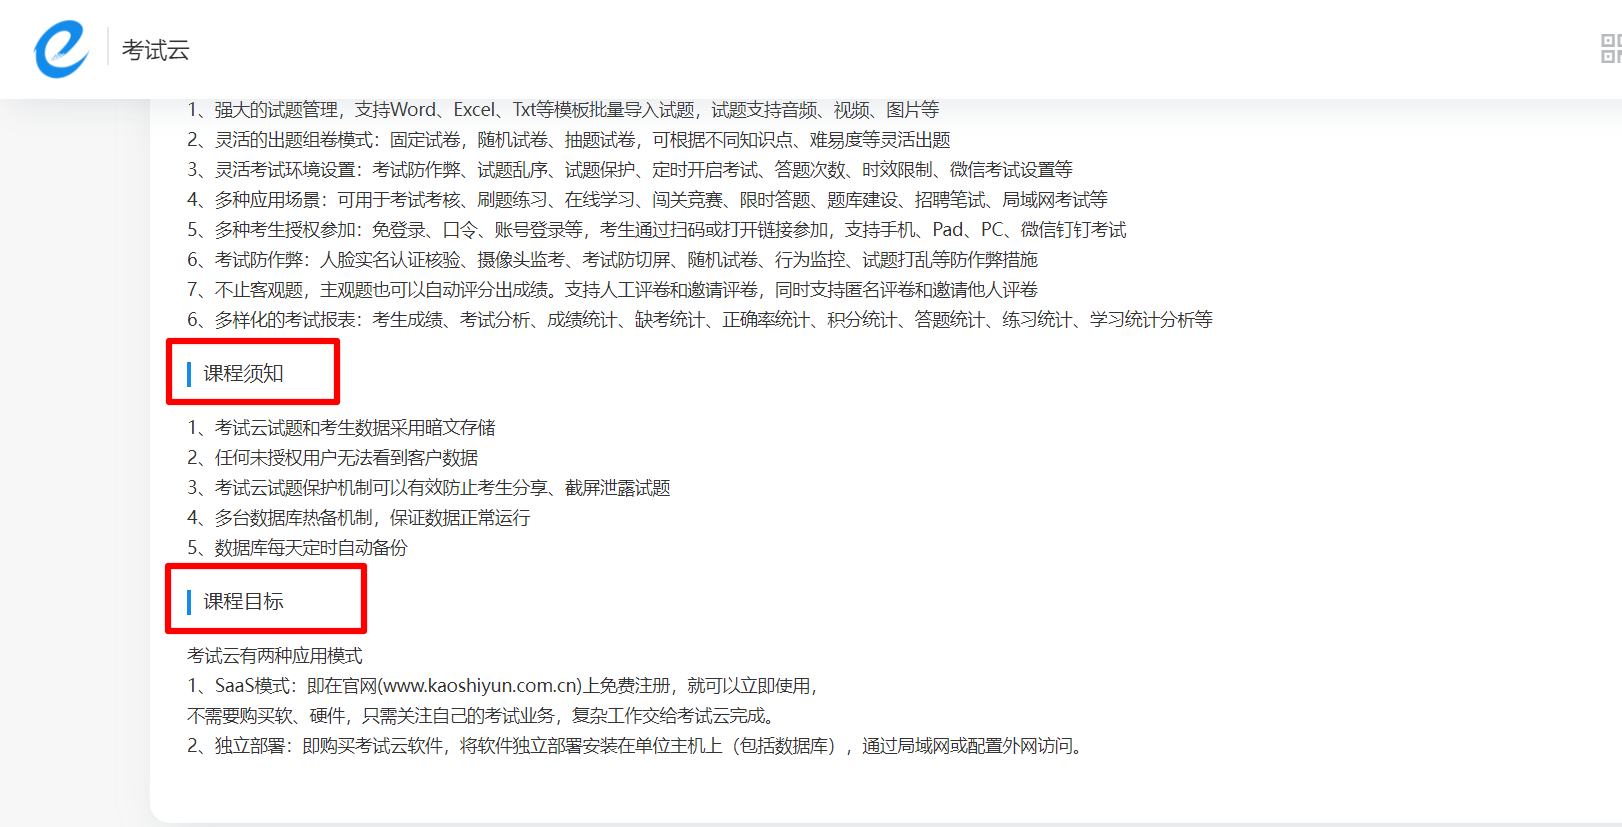 考试云
1、强大的试题管理，支持Word、Excel、Txt等模板批量导入试题，试题支持音频、视频、图片等
2、灵活的出题组卷模式：固定试卷，随机试卷、抽题试卷，可根据不同知识点、难易度等灵活出题
3、灵活考试环境设置：考试防作弊、试题乱序、试题保护、定时开启考试、答题次数、时效限制、微信考试设置等
4、多种应用场景：可用于考试考核、刷题练习、在线学习、闯关竞赛、限时答题、题库建设、招聘笔试、局域网考试等
5、多种考生授权参加：免登录、口令、账号登录等，考生通过扫码或打开链接参加，支持手机、Pad、PC、微信钉钉考试
6、考试防作弊：人脸实名认证核验、摄像头监考、考试防切屏、随机试卷、行为监控、试题打乱等防作弊措施
7、不止客观题，主观题也可以自动评分出成绩。支持人工评卷和邀请评卷，同时支持匿名评卷和邀请他人评卷
6、多样化的考试报表：考生成绩、考试分析、成绩统计、缺考统计、正确率统计、积分统计、答题统计、练习统计、学习统计分析等
课程须知
1、考试云试题和考生数据采用暗文存储
2、任何未授权用户无法看到客户数据
3、考试云试题保护机制可以有效防止考生分享、截屏泄露试题
4、多台数据库热备机制，保证数据正常运行
5、数据库每天定时自动备份
课程目标
考试云有两种应用模式
1、SaaS模式：即在官网(www.kaoshiyun.com.cn)上免费注册，就可以立即使用，
不需要购买软、硬件，只需关注自己的考试业务，复杂工作交给考试云完成。
2、独立部署：即购买考试云软件，将软件独立部署安装在单位主机上（包括数据库），通过局域网或配置外网访问。